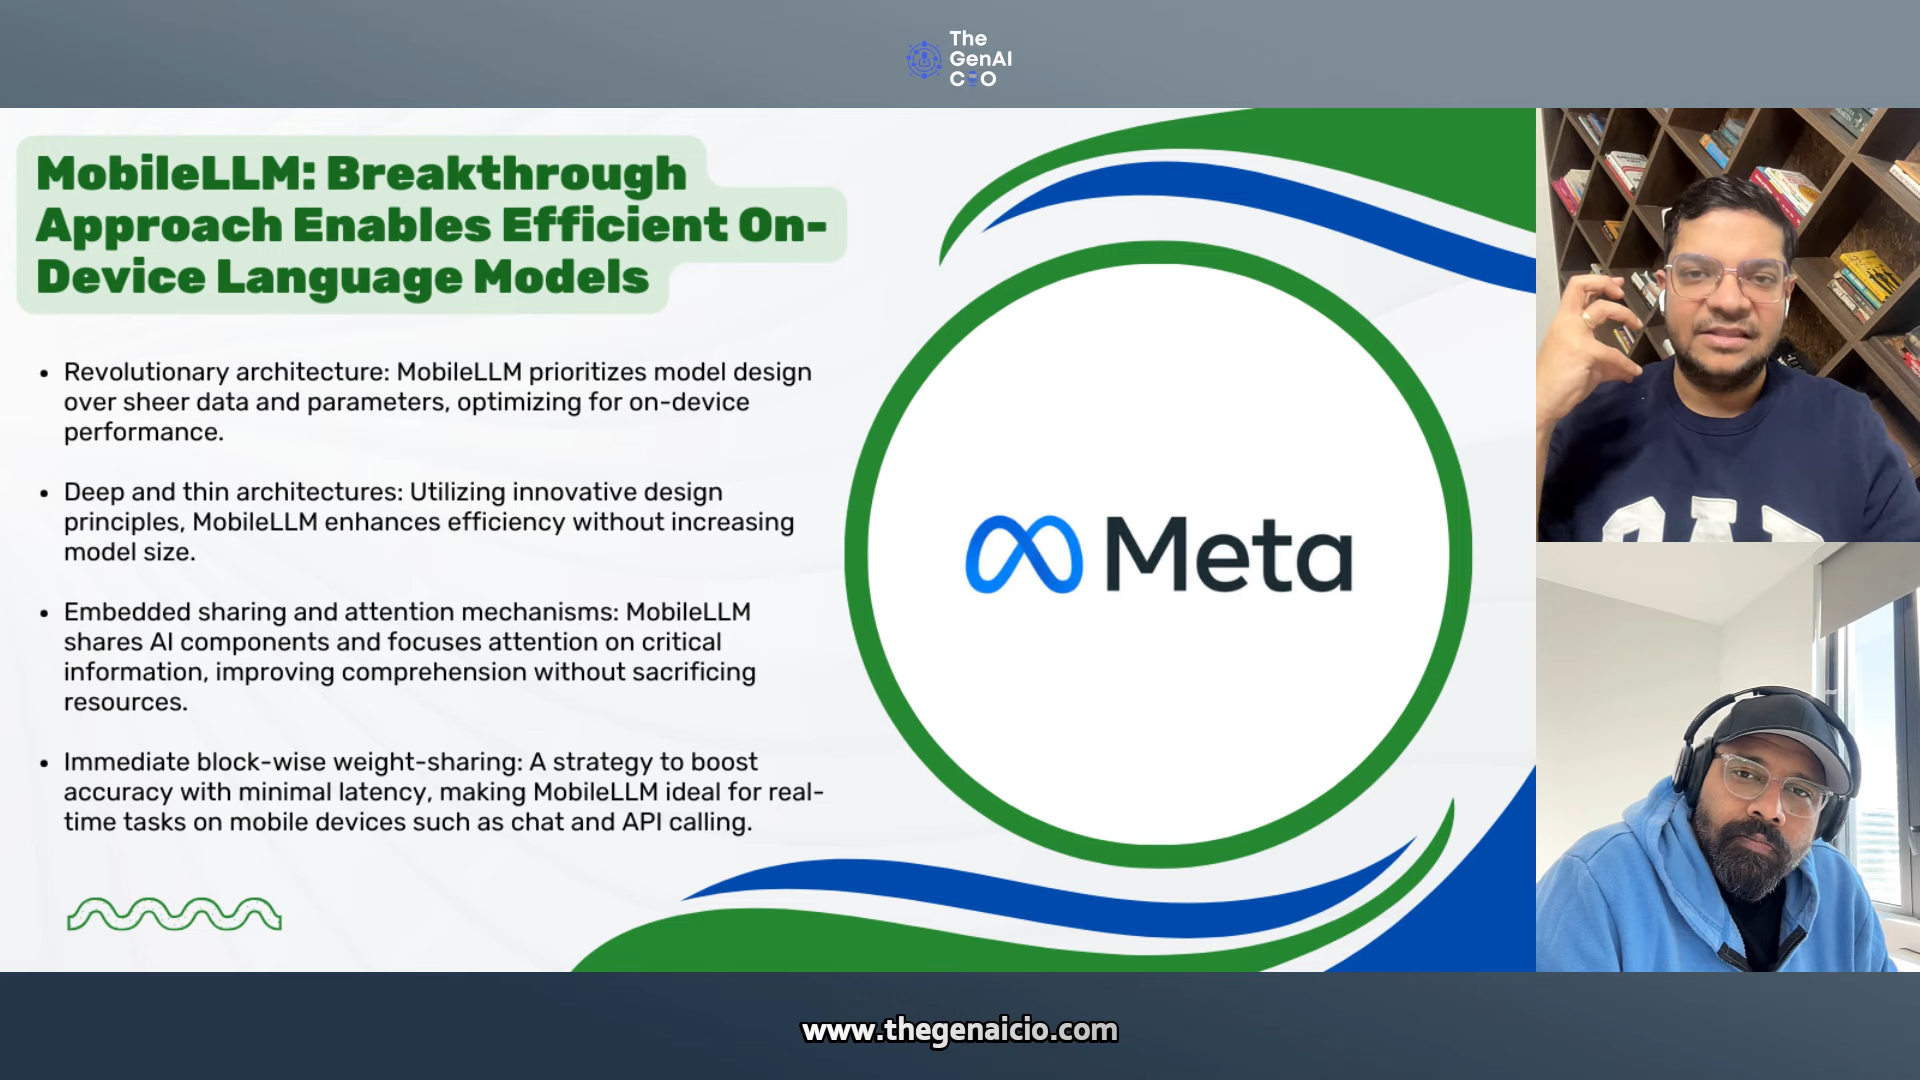 The
GenAI
CIO
MobileLLM: Breakthrough
Approach Enables Efficient On-
Device Language Models
• Revolutionary architecture: MobileLLM prioritizes model design
over sheer data and parameters, optimizing for on-device
performance.
• Deep and thin architectures: Utilizing innovative design
principles, MobileLLM enhances efficiency without increasing
model size.
• Embedded sharing and attention mechanisms: MobileLLM
shares AI components and focuses attention on critical
information, improving comprehension without sacrificing
resources.
• Immediate block-wise weight-sharing: A strategy to boost
accuracy with minimal latency, making MobileLLM ideal for real-
time tasks on mobile devices such as chat and API calling.
Meta
www.thegenaicio.com